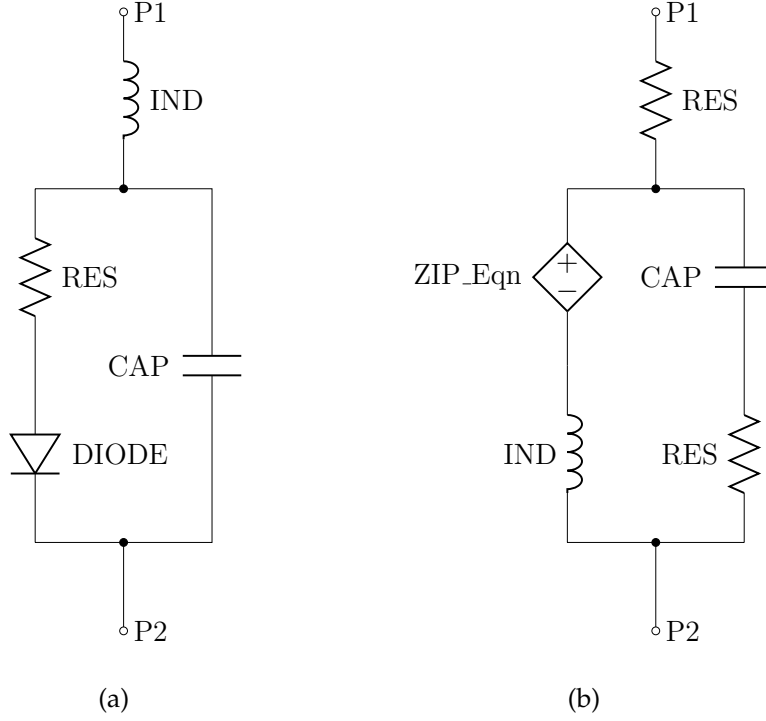 P1
IND
RES
CAP
DIODE
P2
(a)
P1
RES
ZIP_Eqn
+
−
CAP
IND
RES
P2
(b)